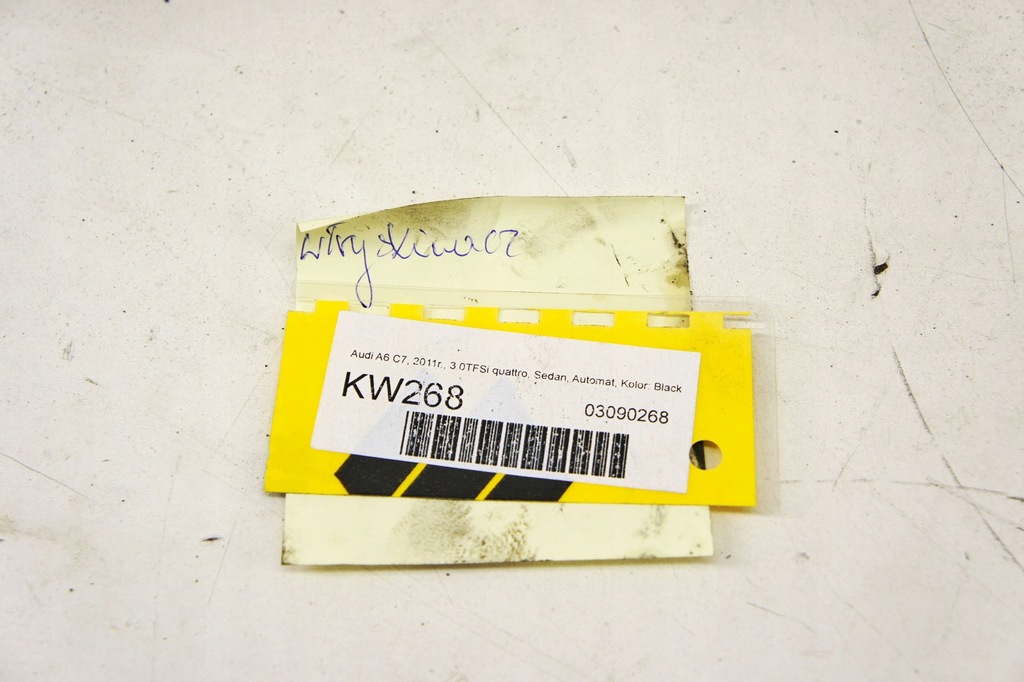 wtryskiwacz
Audi A6 C7, 2011r., 3.0TFSi quattro, Sedan, Automat, Kolor: Black
KW268
03090268